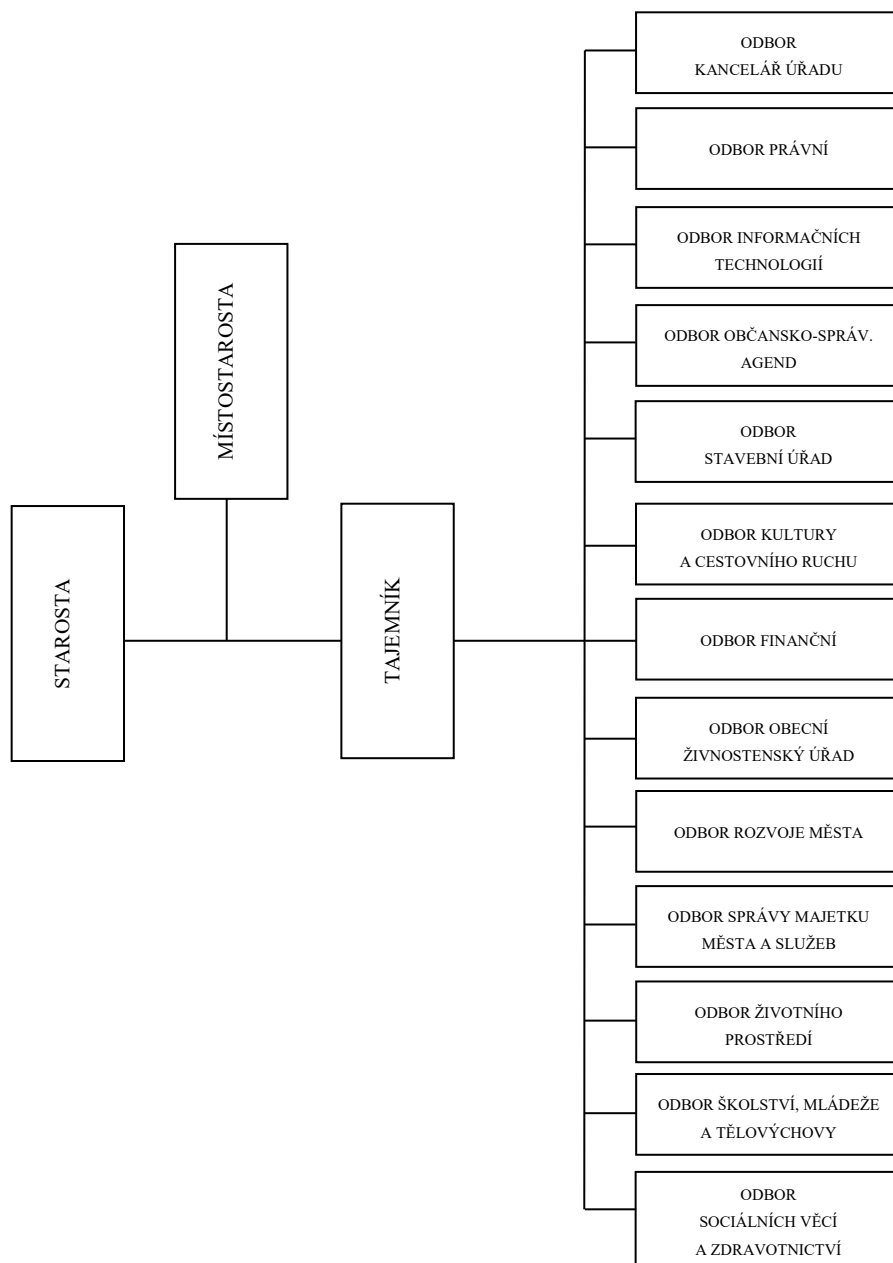 STAROSTA
MÍSTOSTAROSTA
TAJEMNÍK
ODBOR
KANCELÁŘ ÚŘADU
ODBOR PRÁVNÍ
ODBOR INFORMAČNÍCH
TECHNOLOGIÍ
ODBOR OBČANSKO-SPRÁV.
AGEND
ODBOR
STAVEBNÍ ÚŘAD
ODBOR KULTURY
A CESTOVNÍHO RUCHU
ODBOR FINANČNÍ
ODBOR OBECNÍ
ŽIVNOSTENSKÝ ÚŘAD
ODBOR ROZVOJE MĚSTA
ODBOR SPRÁVY MAJETKU
MĚSTA A SLUŽEB
ODBOR ŽIVOTNÍHO
PROSTŘEDÍ
ODBOR ŠKOLSTVÍ, MLÁDEŽE
A TĚLOVÝCHOVY
ODBOR
SOCIÁLNÍCH VĚCÍ
A ZDRAVOTNICTVÍ